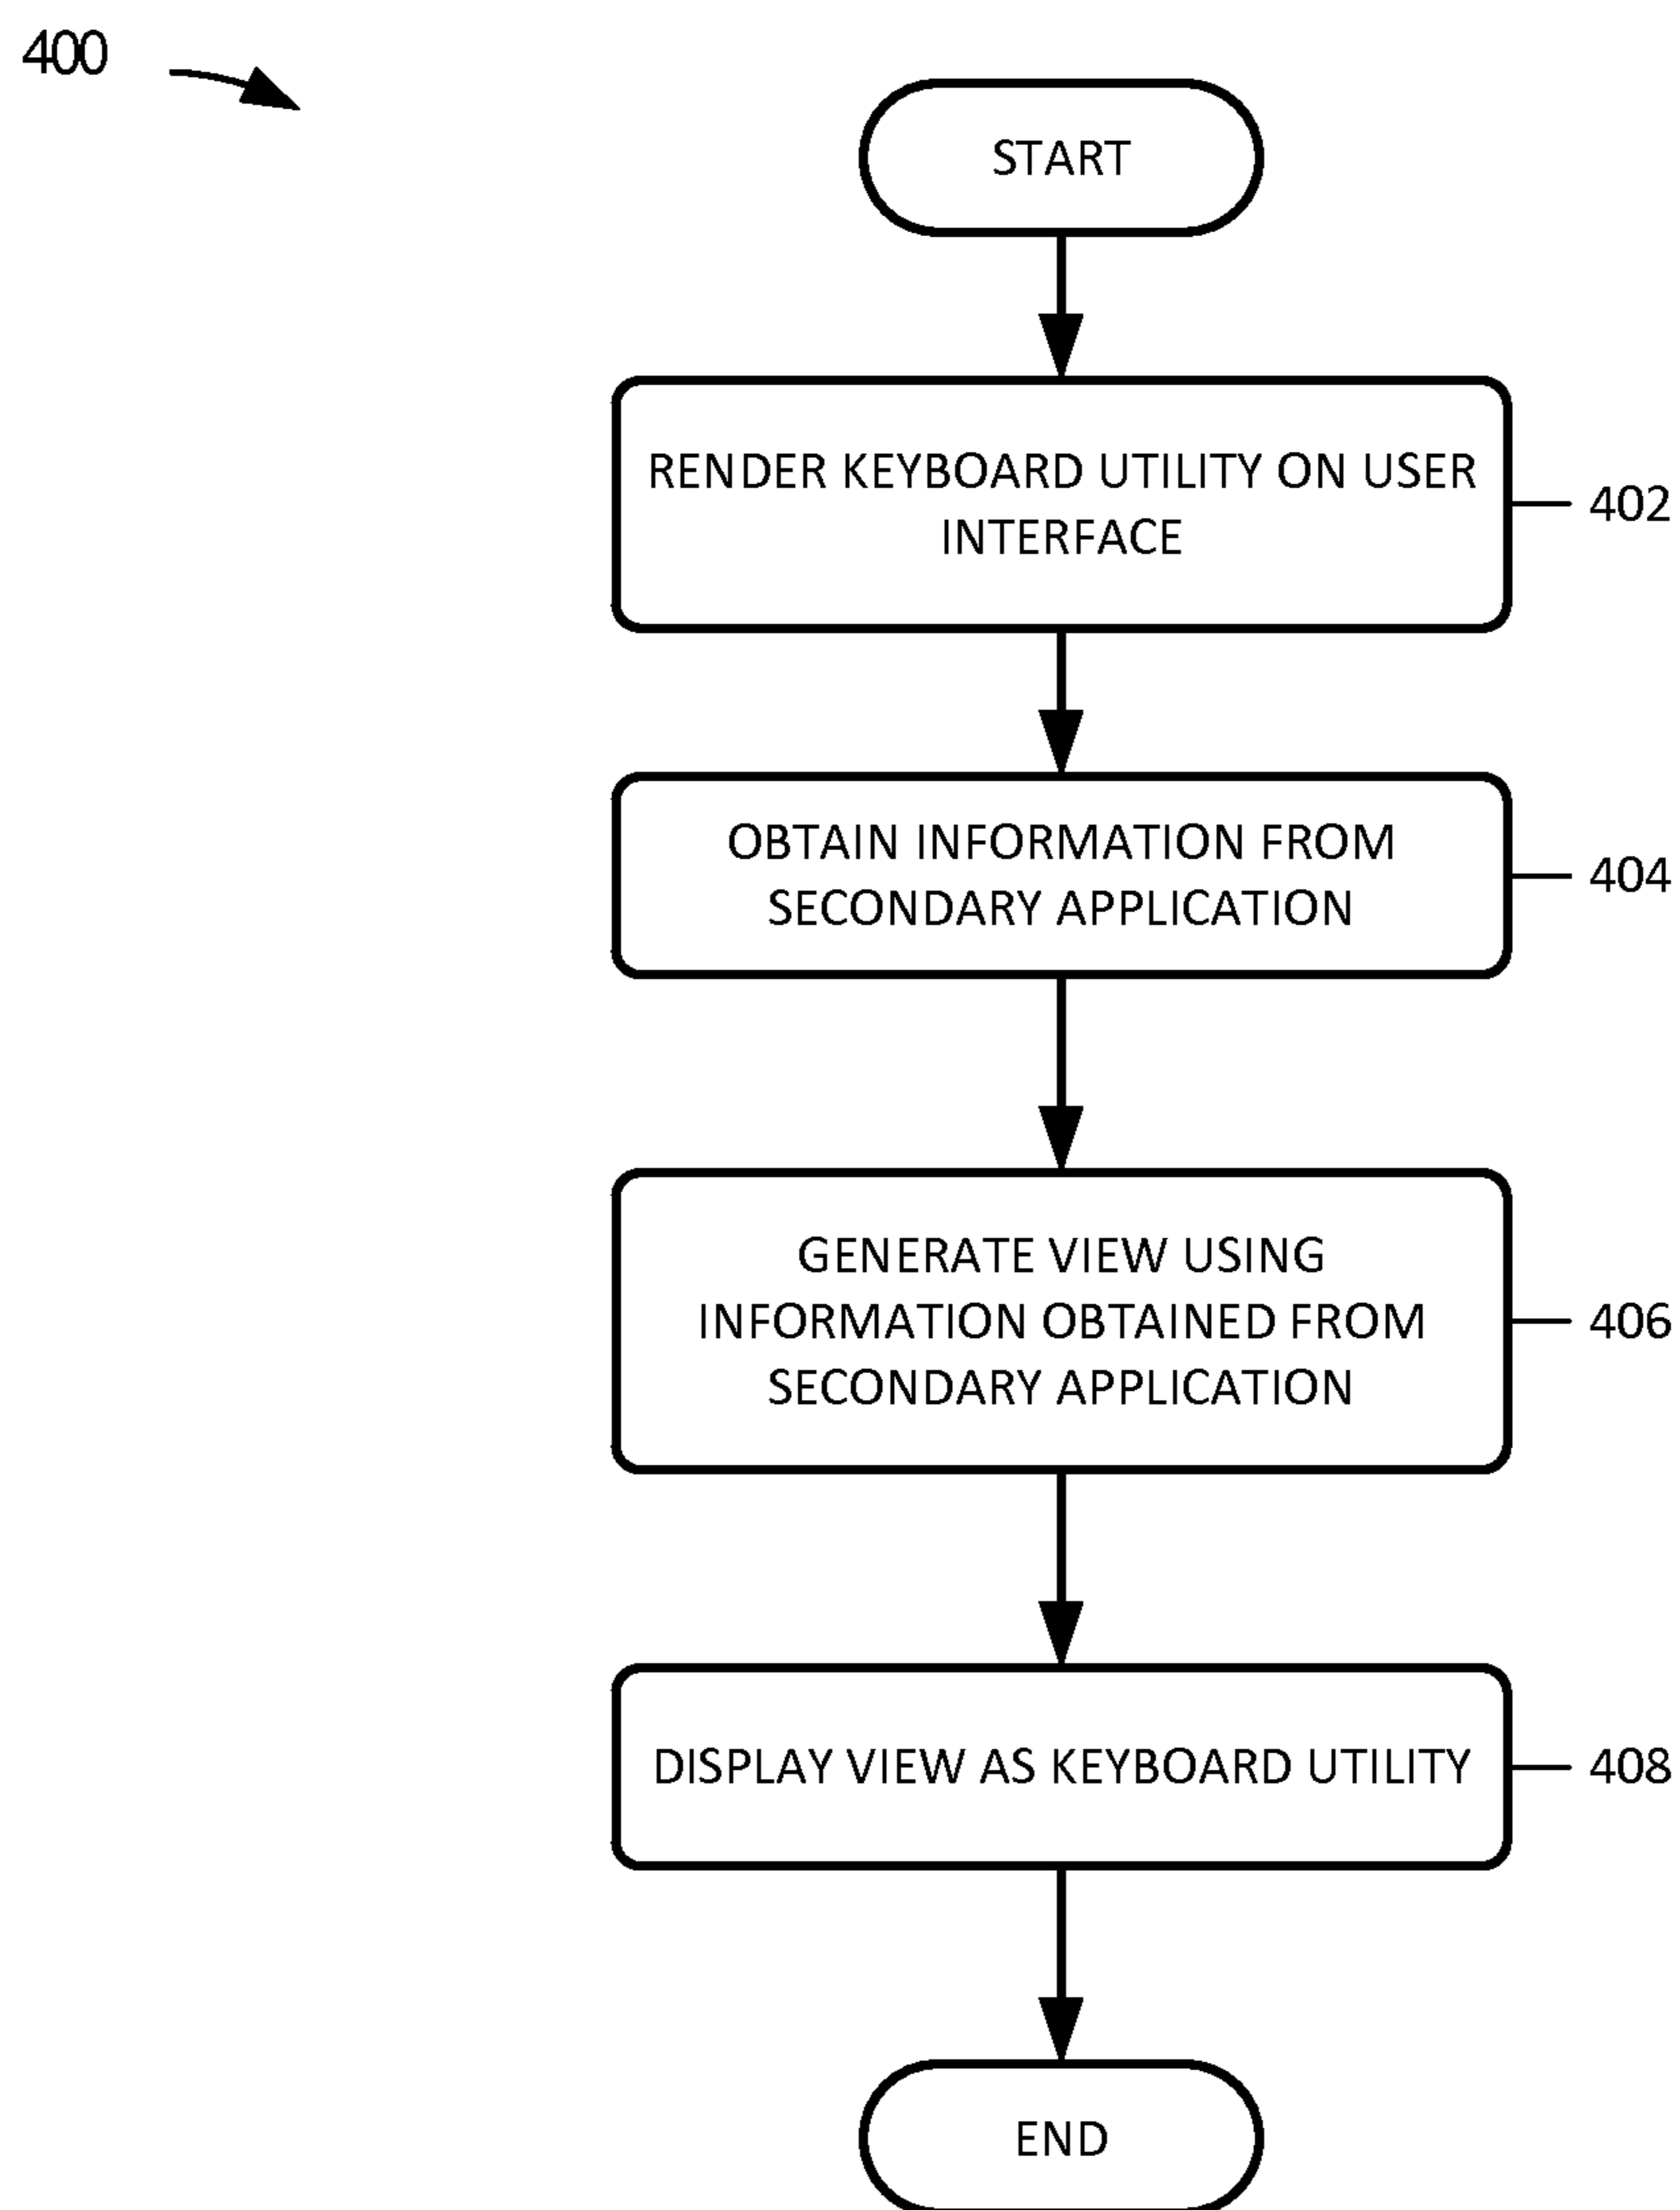 400
START
RENDER KEYBOARD UTILITY ON USER
INTERFACE
402
OBTAIN INFORMATION FROM
SECONDARY APPLICATION
404
GENERATE VIEW USING
INFORMATION OBTAINED FROM
SECONDARY APPLICATION
406
DISPLAY VIEW AS KEYBOARD UTILITY
408
END